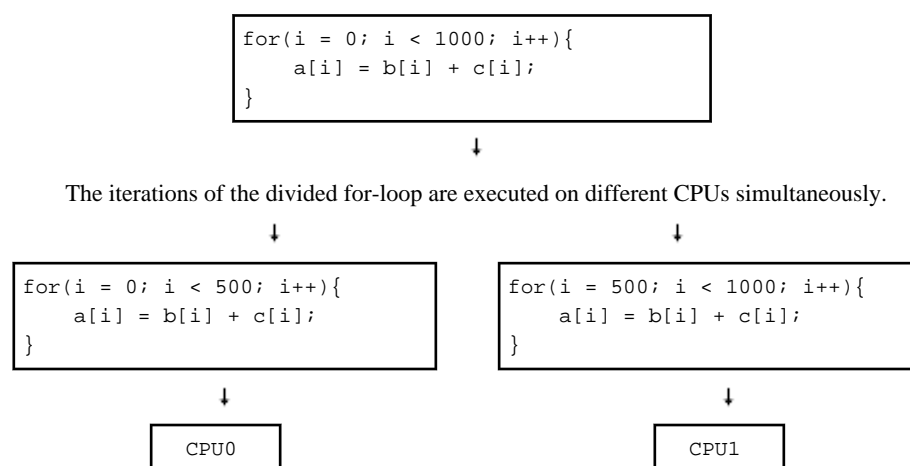 for(i = 0; i < 1000; i++){
    a[i] = b[i] + c[i];
}
The iterations of the divided for-loop are executed on different CPUs simultaneously.
for(i = 0; i < 500; i++){
    a[i] = b[i] + c[i];
}
for(i = 500; i < 1000; i++){
    a[i] = b[i] + c[i];
}
CPU0
CPU1